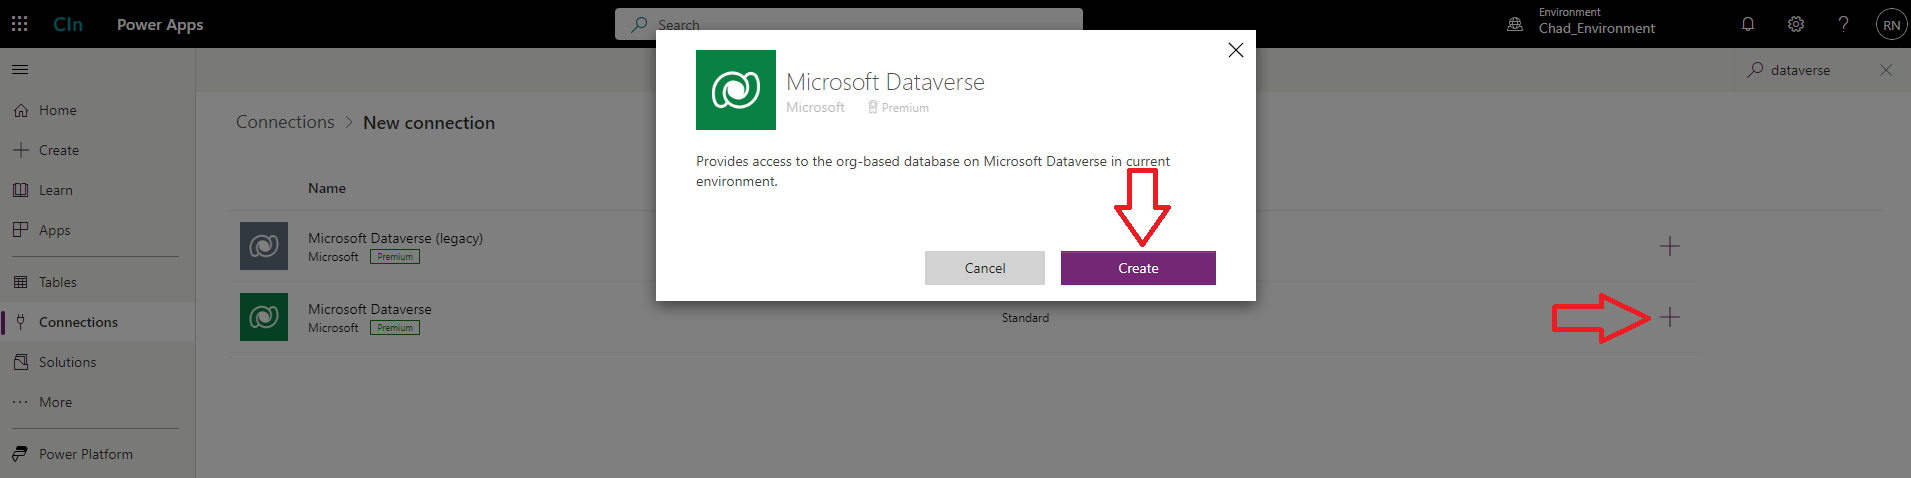 CIn
Power Apps
Search
Environment
Chad_Environment
?
RN
dataverse
Home
Create
Learn
Apps
Tables
Connections
Solutions
More
Power Platform
Connections > New connection
Name
Microsoft Dataverse (legacy)
Microsoft Premium
Microsoft Dataverse
Microsoft Premium
Standard
Microsoft Dataverse
Microsoft Premium
Provides access to the org-based database on Microsoft Dataverse in current
environment.
Cancel
Create